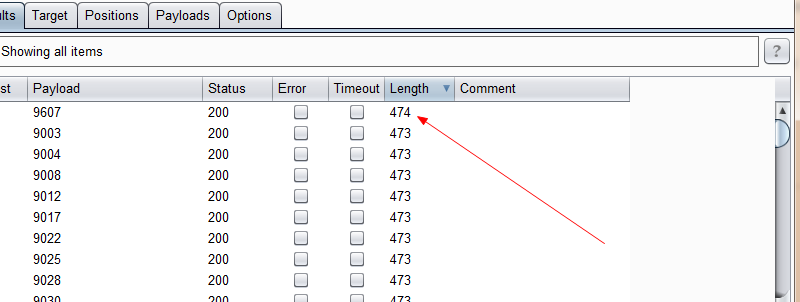 ults Target Positions Payloads Options
Showing all items
?
st Payload Status Error Timeout Length Comment
9607 200 474
9003 200 473
9004 200 473
9008 200 473
9012 200 473
9017 200 473
9022 200 473
9025 200 473
9028 200 473
9030 200 473